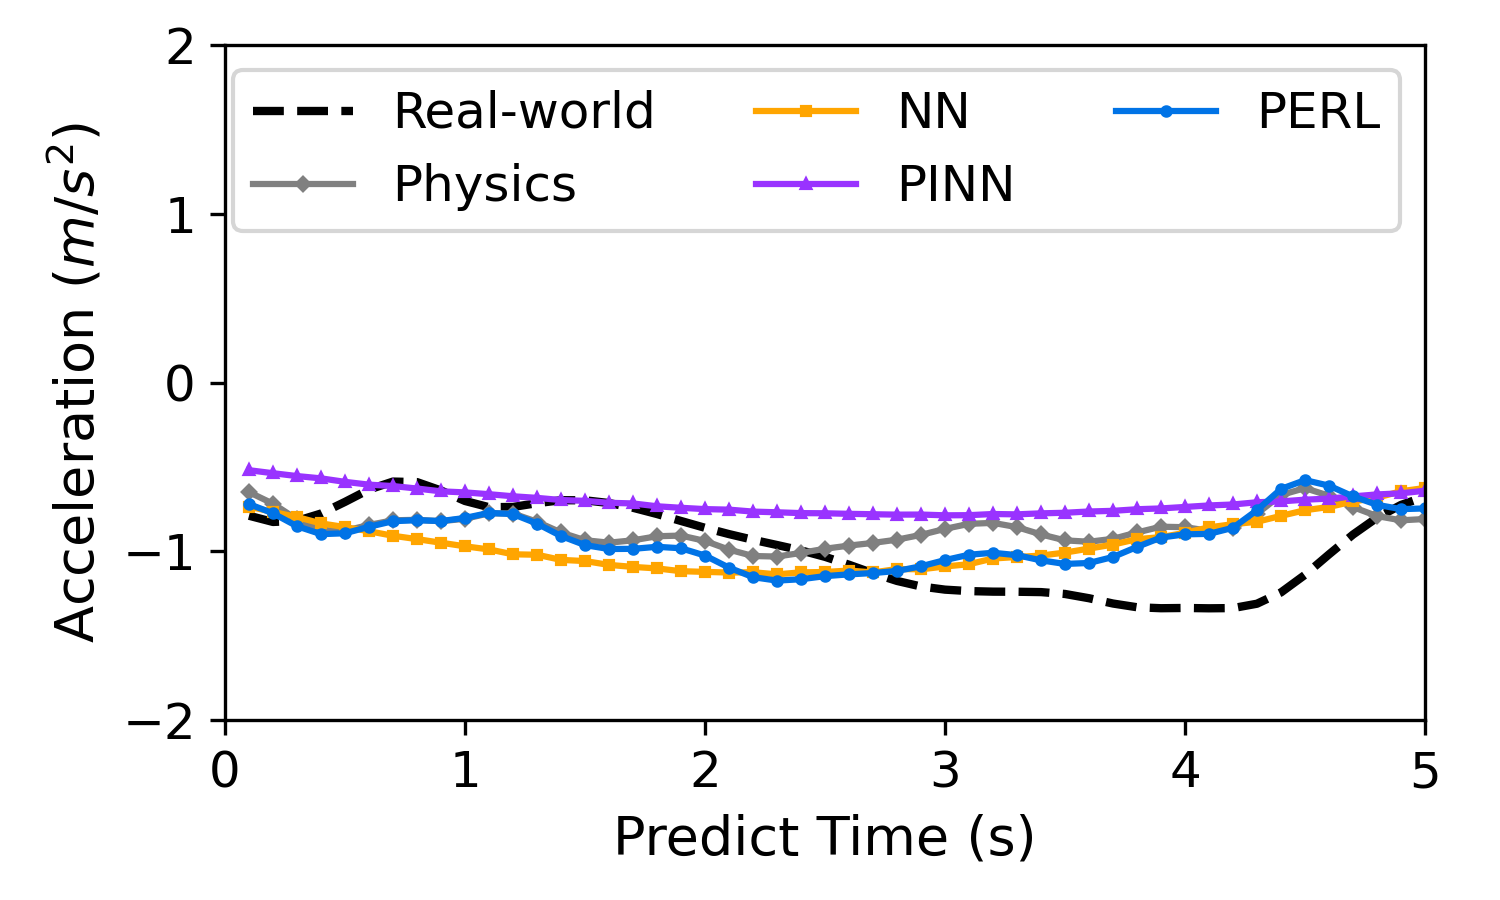 2
1
0
−1
−2
Acceleration (m/s²)
Real-world
Physics
NN
PINN
PERL
0 1 2 3 4 5
Predict Time (s)